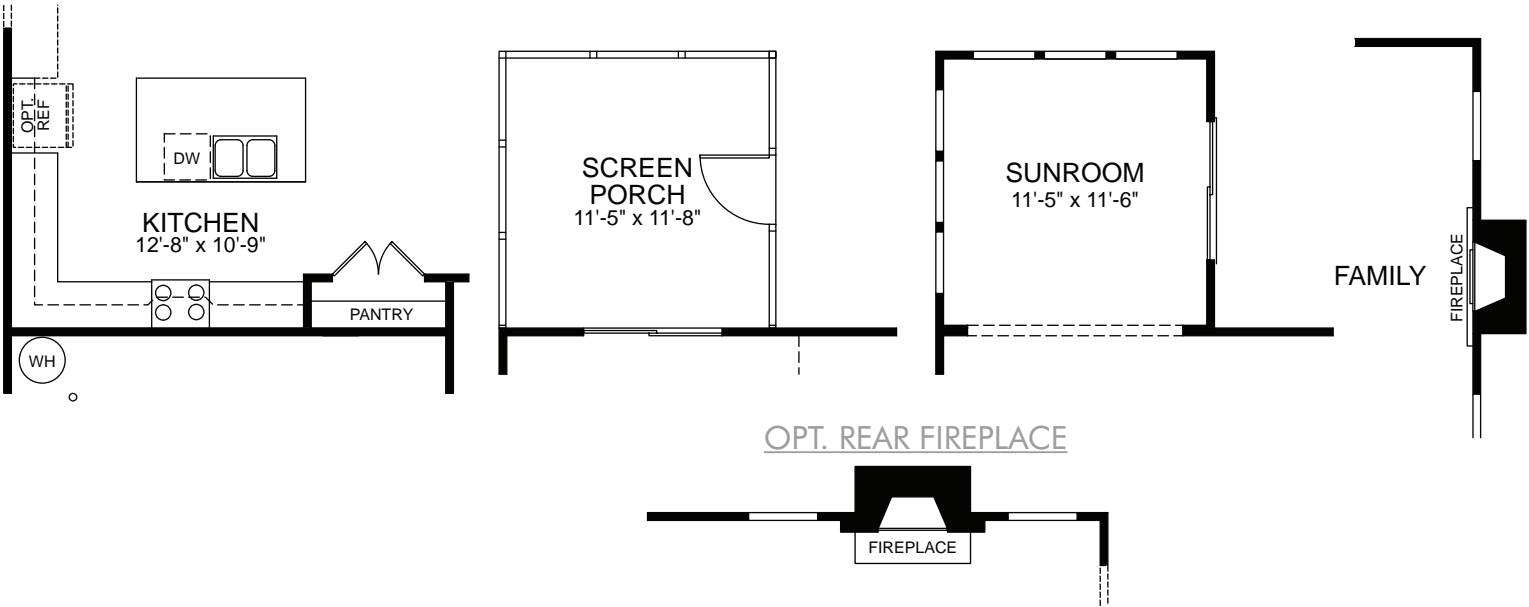 OPT.
REF
DW
KITCHEN
12'-8" x 10'-9"
PANTRY
WH
SCREEN
PORCH
11'-5" x 11'-8"
SUNROOM
11'-5" x 11'-6"
FAMILY
FIREPLACE
OPT. REAR FIREPLACE
FIREPLACE